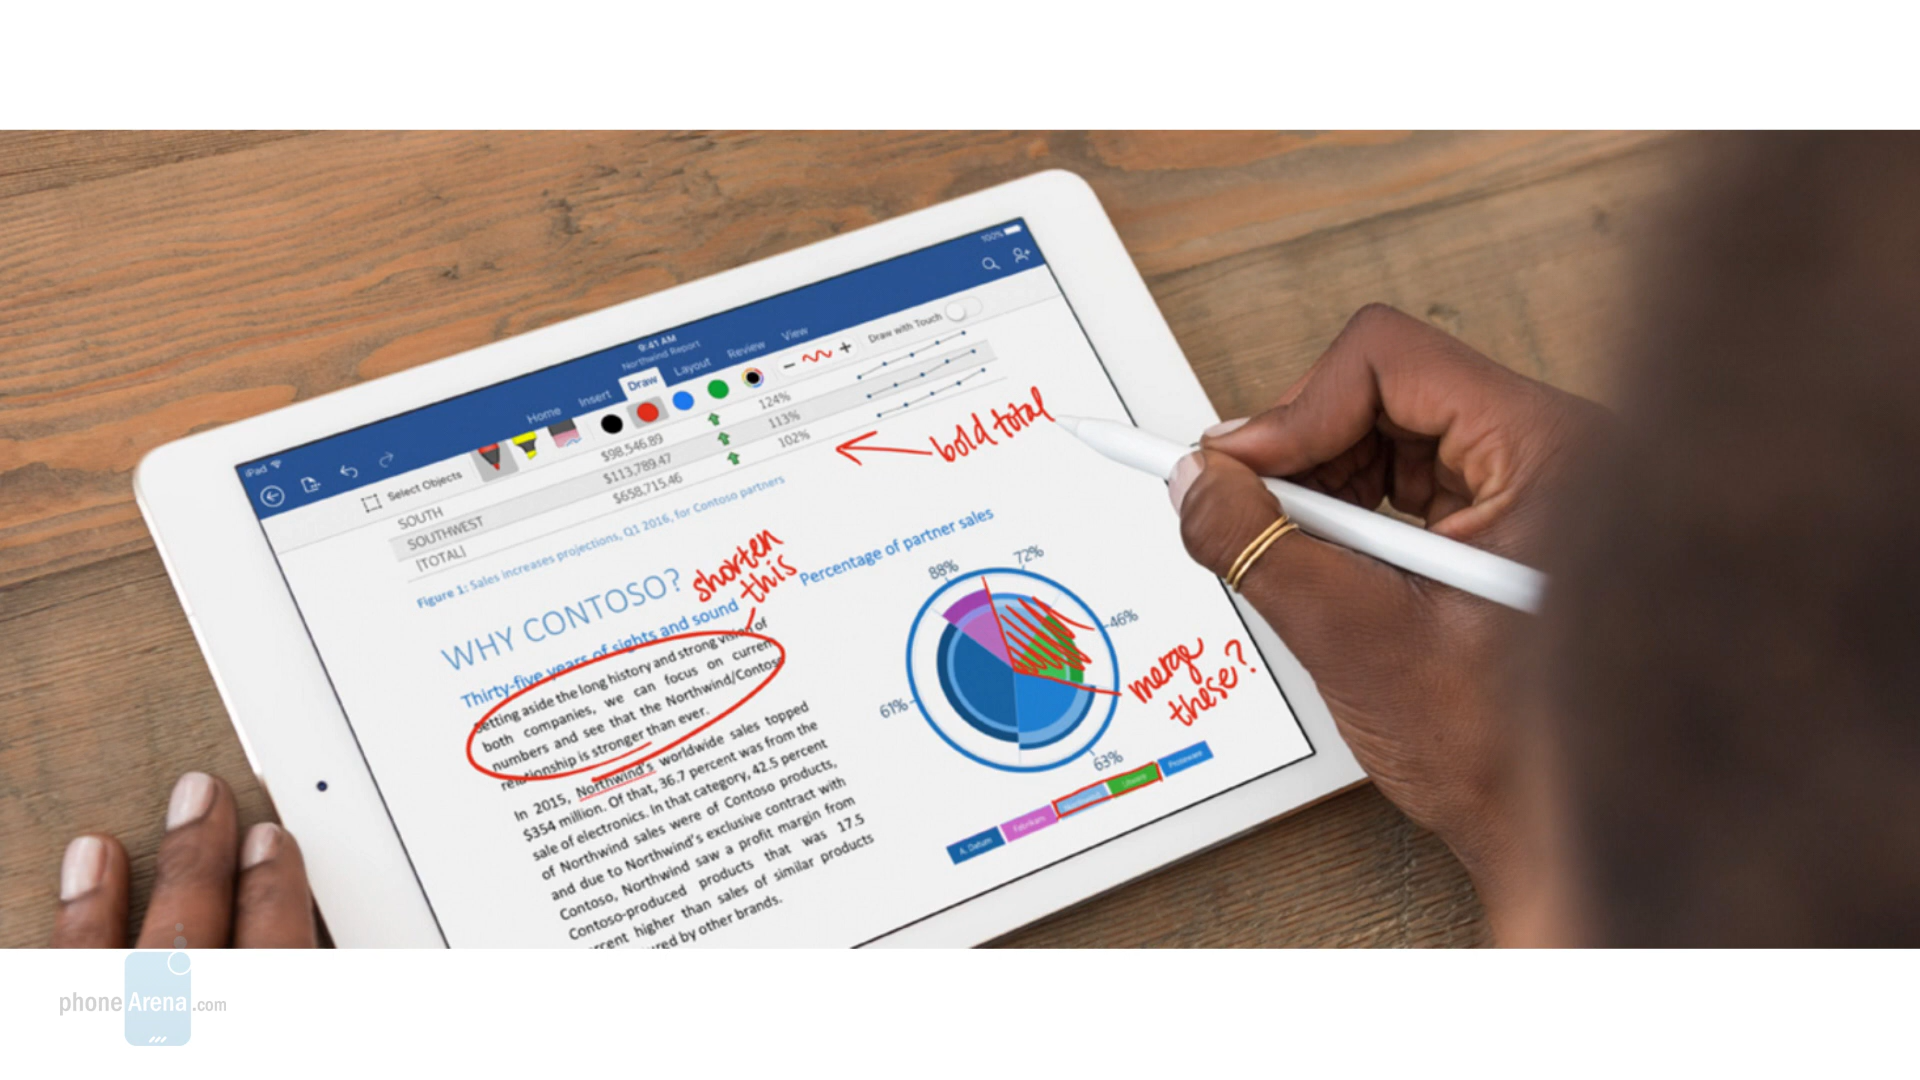 iPad
9:41 AM
100%
Northwind Report
Home Insert Draw Layout Review View
Select Objects
Draw with Touch
SOUTH $98,546.89 124%
SOUTHWEST $113,789.47 113%
[TOTAL] $658,715.46 102%
bold total
Figure 1: Sales increases projections, Q1 2016, for Contoso partners
WHY CONTOSO?
shorten
this
Thirty-five years of sights and sound
Setting aside the long history and strong vision of
both companies, we can focus on current
numbers and see that the Northwind/Contoso
relationship is stronger than ever.
In 2015, Northwind's worldwide sales topped
$354 million. Of that, 36.7 percent was from the
sale of electronics. In that category, 42.5 percent
of Northwind sales were of Contoso products,
and due to Northwind's exclusive contract with
Contoso, Northwind saw a profit margin from
Contoso-produced products that was 17.5
percent higher than sales of similar products
by other brands.
Percentage of partner sales
88%
72%
46%
61%
63%
merge
these?
A. Datum Fabrikam Litware Proseware
phoneArena.com